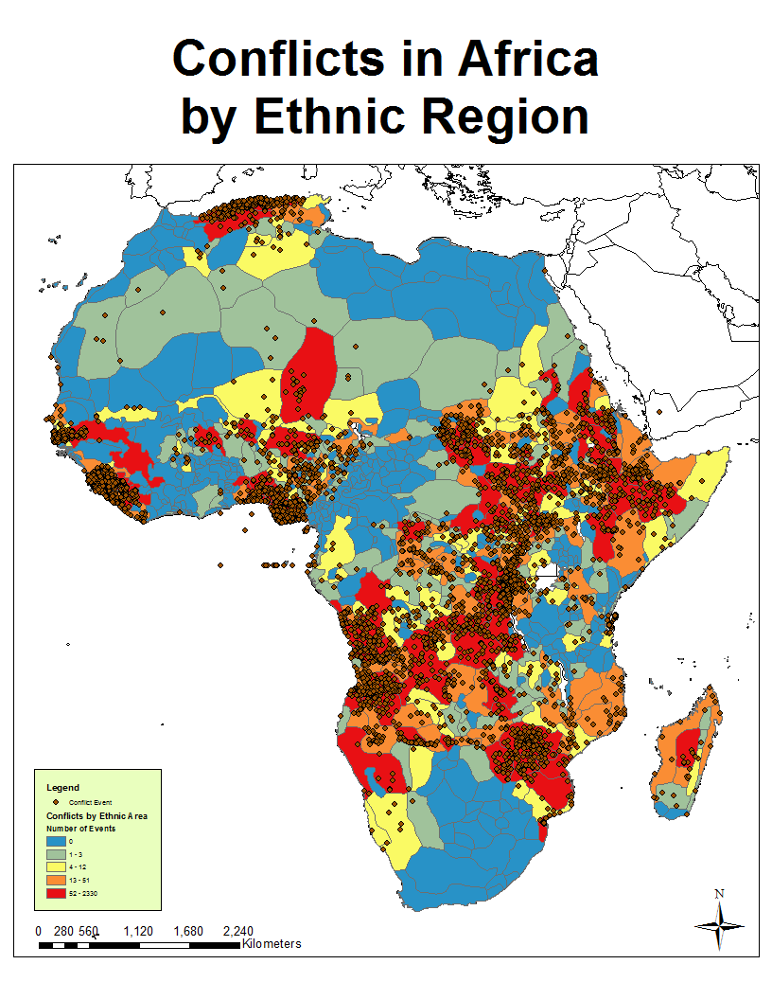 Conflicts in Africa
by Ethnic Region
Legend
Conflict Event
Conflicts by Ethnic Area
Number of Events
0
1 - 3
4 - 12
13 - 51
52 - 2330
0 280 560 1,120 1,680 2,240
Kilometers
N